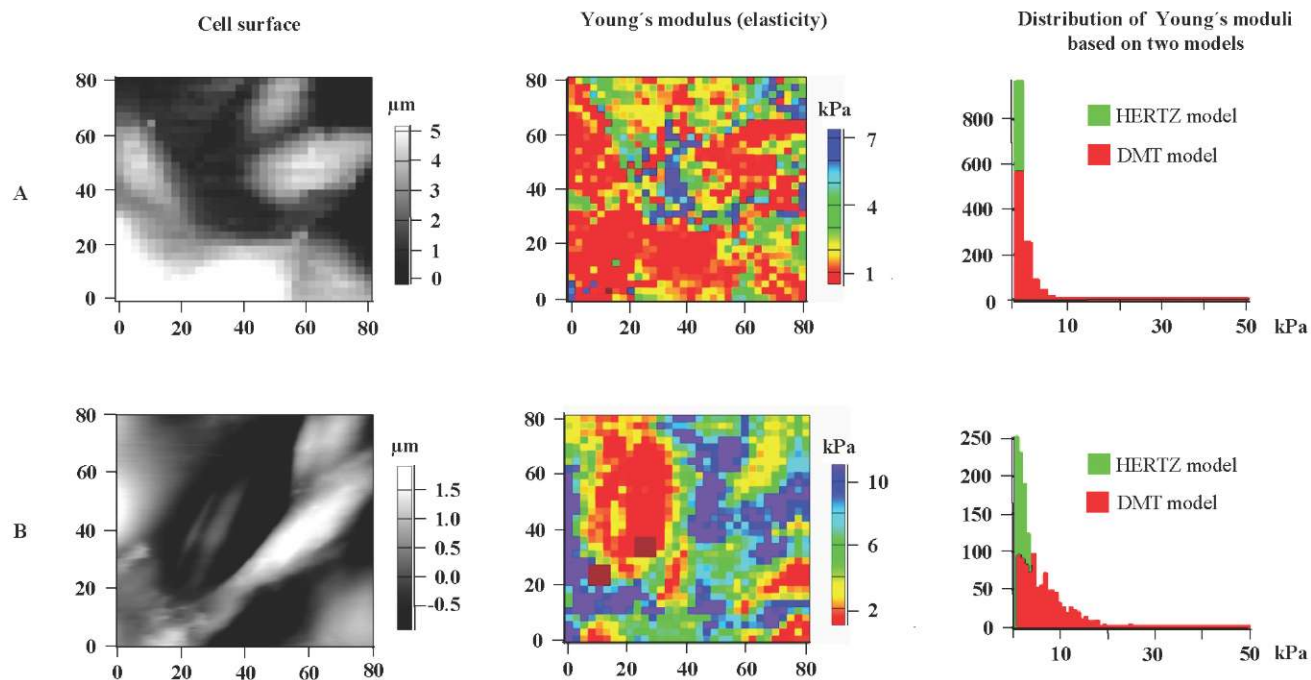 Cell surface
Young´s modulus (elasticity)
Distribution of Young´s moduli
based on two models
A
80
60
40
20
0
0 20 40 60 80
µm
5
4
3
2
1
0
80
60
40
20
0
0 20 40 60 80
kPa
7
4
1
800
600
400
200
0
10 30 50 kPa
HERTZ model
DMT model
B
80
60
40
20
0
0 20 40 60 80
µm
1.5
1.0
0.5
0.0
-0.5
80
60
40
20
0
0 20 40 60 80
kPa
10
6
2
250
200
150
100
50
0
10 30 50 kPa
HERTZ model
DMT model